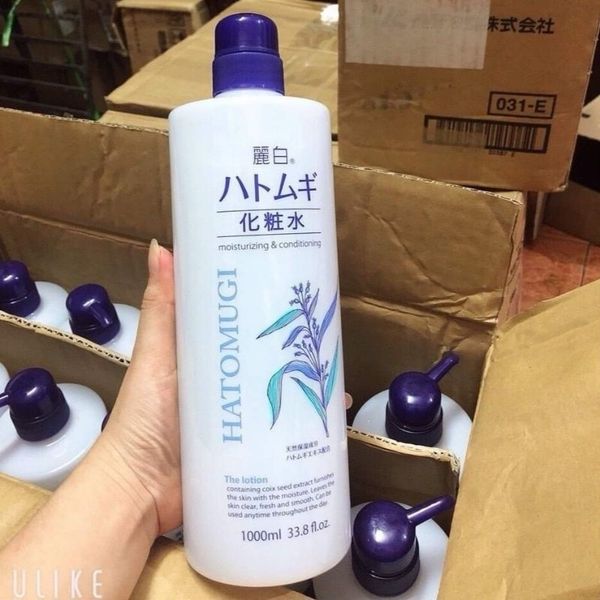 株式会社
031-E
麗白®
ハトムギ
化粧水
moisturizing & conditioning
HATOMUGI
天然保湿成分
ハトムギエキス配合
The lotion
containing coix seed extract furnishes
the skin with the moisture. Leaves the
skin clear, fresh and smooth. Can be
used anytime throughout the day.
1000ml 33.8 fl.oz.
ULIKE